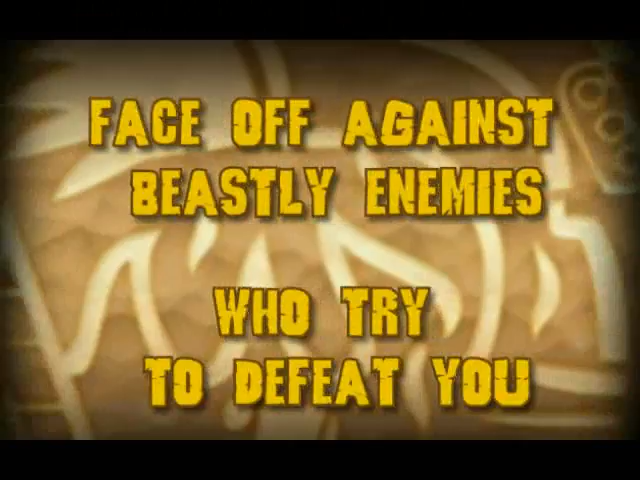 FACE OFF AGAINST
BEASTLY ENEMIES
WHO TRY
TO DEFEAT YOU